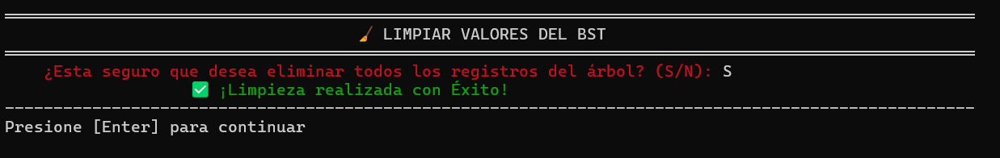 🧹 LIMPIAR VALORES DEL BST
¿Esta seguro que desea eliminar todos los registros del árbol? (S/N): S
✅ ¡Limpieza realizada con Éxito!
Presione [Enter] para continuar